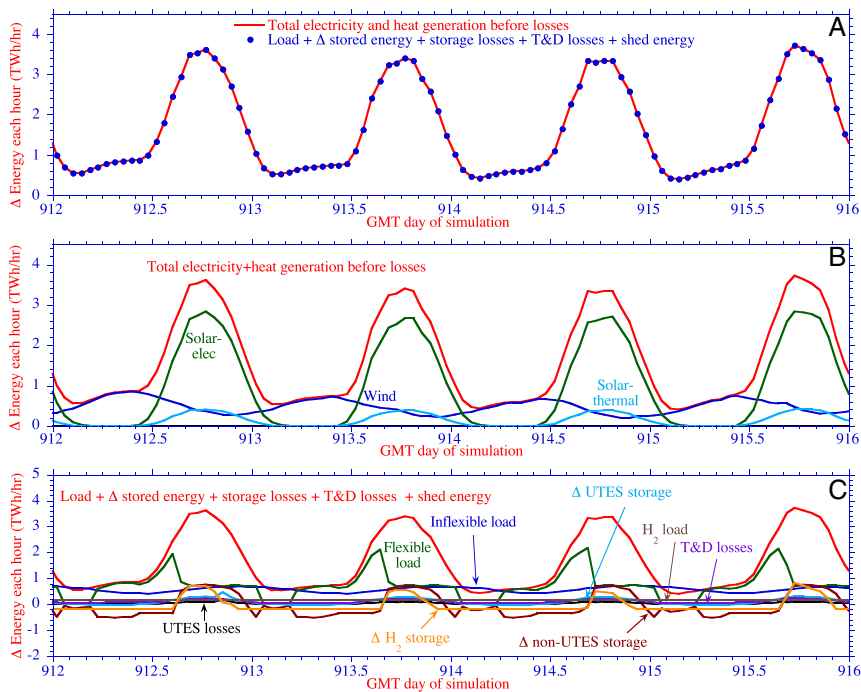 A
Total electricity and heat generation before losses
Load + Δ stored energy + storage losses + T&D losses + shed energy
Δ Energy each hour (TWh/hr)
4
3
2
1
0
912 912.5 913 913.5 914 914.5 915 915.5 916
GMT day of simulation
B
Total electricity+heat generation before losses
Solar-
elec
Wind
Solar-
thermal
Δ Energy each hour (TWh/hr)
4
3
2
1
0
912 912.5 913 913.5 914 914.5 915 915.5 916
GMT day of simulation
C
Load + Δ stored energy + storage losses + T&D losses + shed energy
Δ UTES storage
Inflexible load
H₂ load
T&D losses
Flexible
load
UTES losses
Δ H₂ storage
Δ non-UTES storage
Δ Energy each hour (TWh/hr)
5
4
3
2
1
0
-1
-2
912 912.5 913 913.5 914 914.5 915 915.5 916
GMT day of simulation